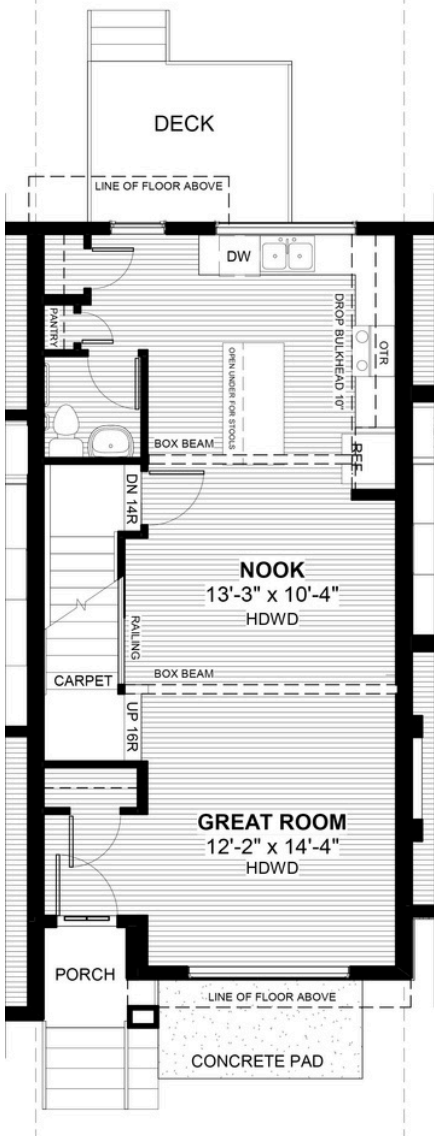 DECK
LINE OF FLOOR ABOVE
DW
PANTRY
OPEN UNDER FOR STOOLS
DROP BULKHEAD 10"
OTR
BOX BEAM
REF.
DN 14R
NOOK
13'-3" x 10'-4"
HDWD
RAILING
CARPET
BOX BEAM
UP 16R
GREAT ROOM
12'-2" x 14'-4"
HDWD
PORCH
LINE OF FLOOR ABOVE
CONCRETE PAD